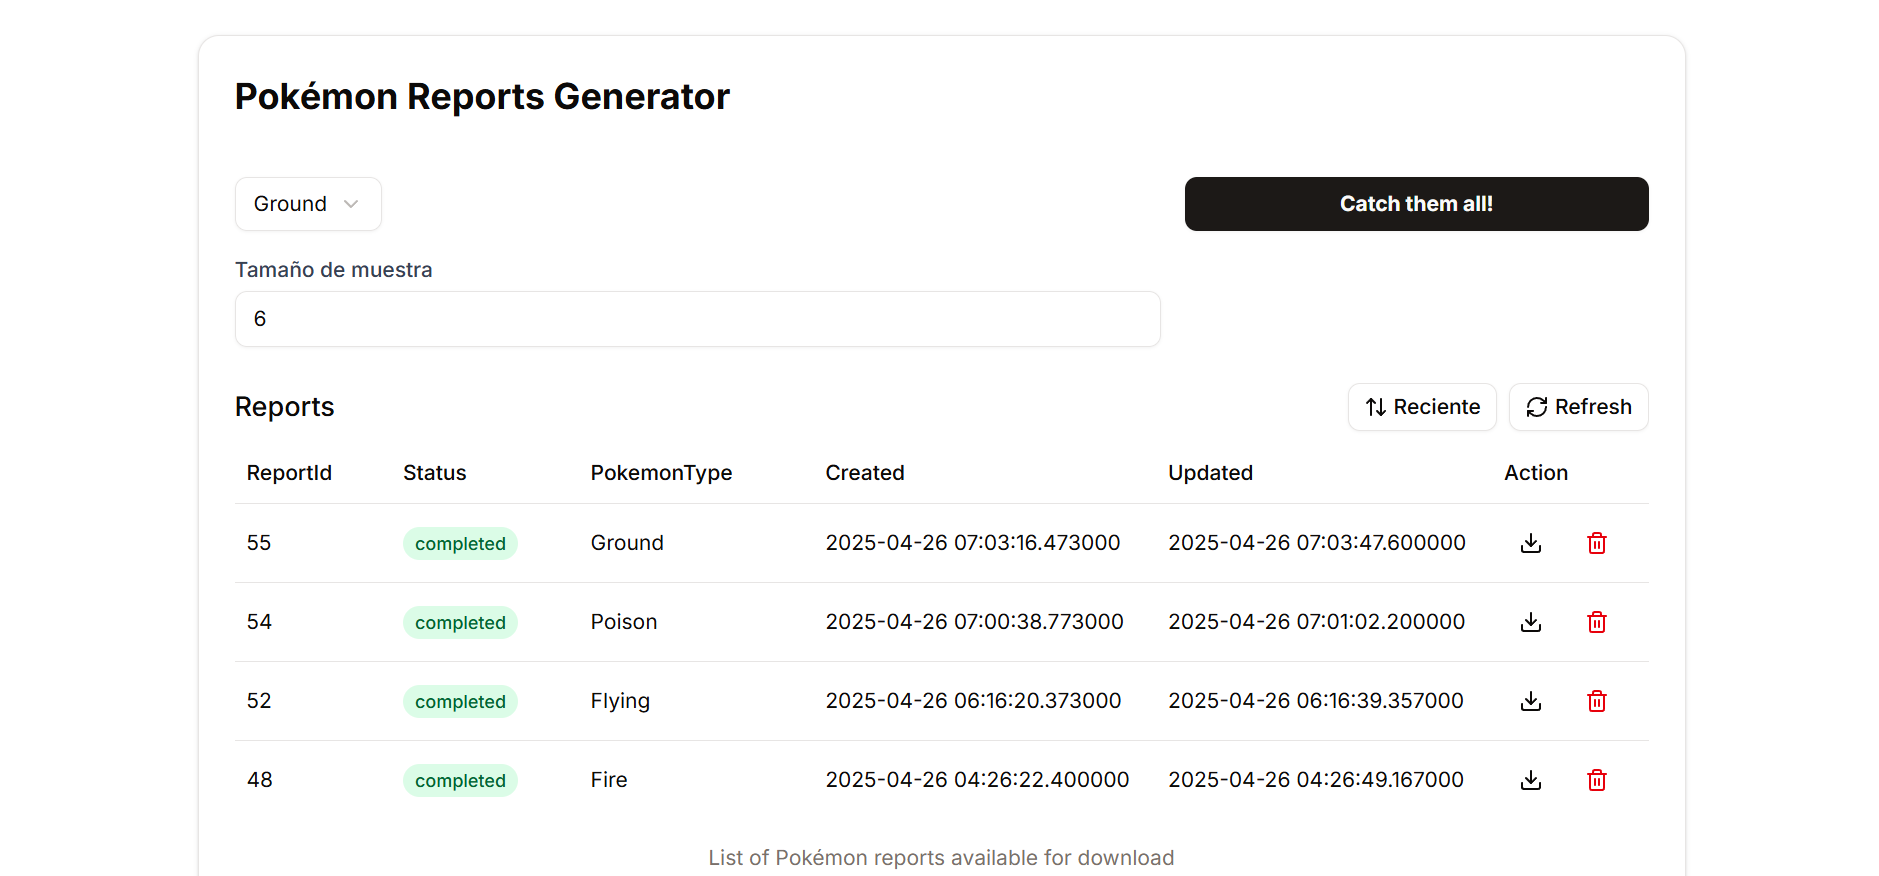 Pokémon Reports Generator
Ground
Catch them all!
Tamaño de muestra
6
Reports
Reciente
Refresh
ReportId Status PokemonType Created Updated Action
55 completed Ground 2025-04-26 07:03:16.473000 2025-04-26 07:03:47.600000
54 completed Poison 2025-04-26 07:00:38.773000 2025-04-26 07:01:02.200000
52 completed Flying 2025-04-26 06:16:20.373000 2025-04-26 06:16:39.357000
48 completed Fire 2025-04-26 04:26:22.400000 2025-04-26 04:26:49.167000
List of Pokémon reports available for download